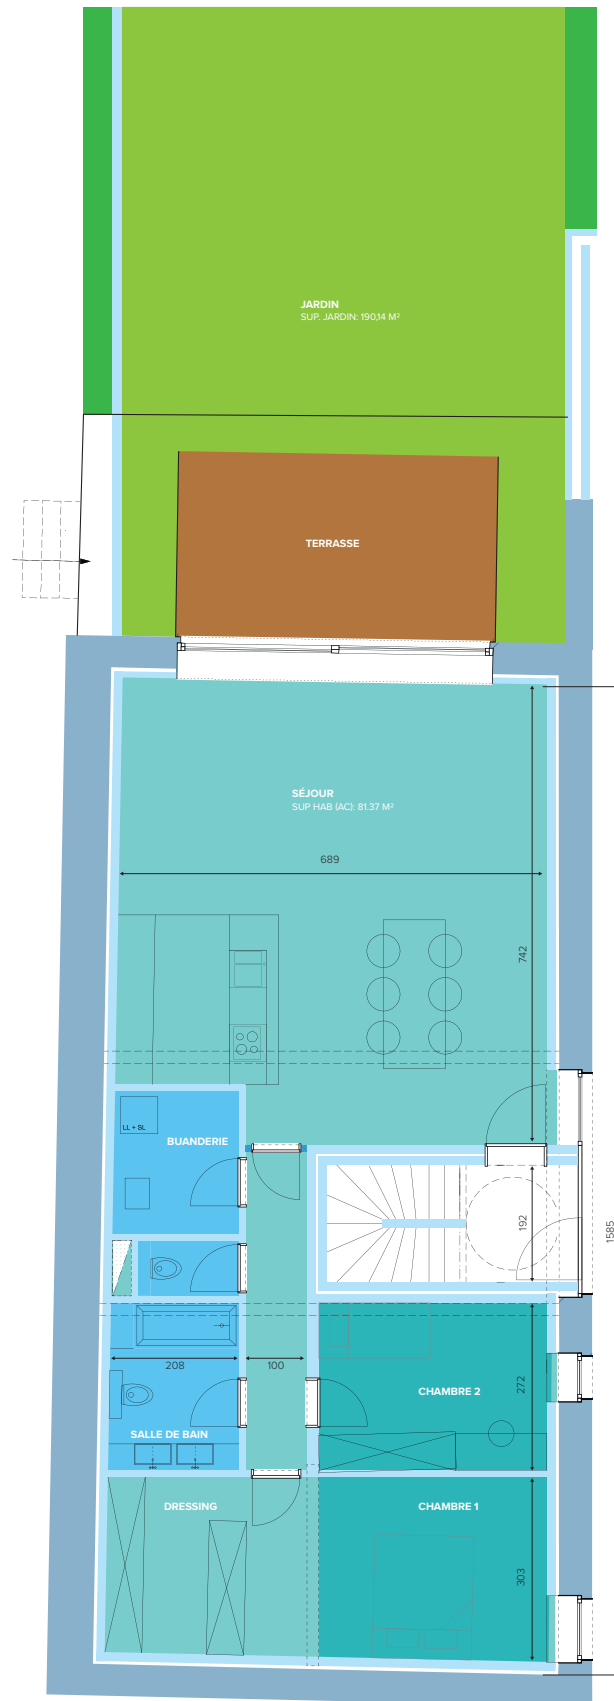 JARDIN
SUP. JARDIN: 190,14 M²
TERRASSE
SÉJOUR
SUP HAB (AC): 81.37 M²
689
742
LL + SL
BUANDERIE
192
1585
208
100
272
CHAMBRE 2
SALLE DE BAIN
DRESSING
CHAMBRE 1
303